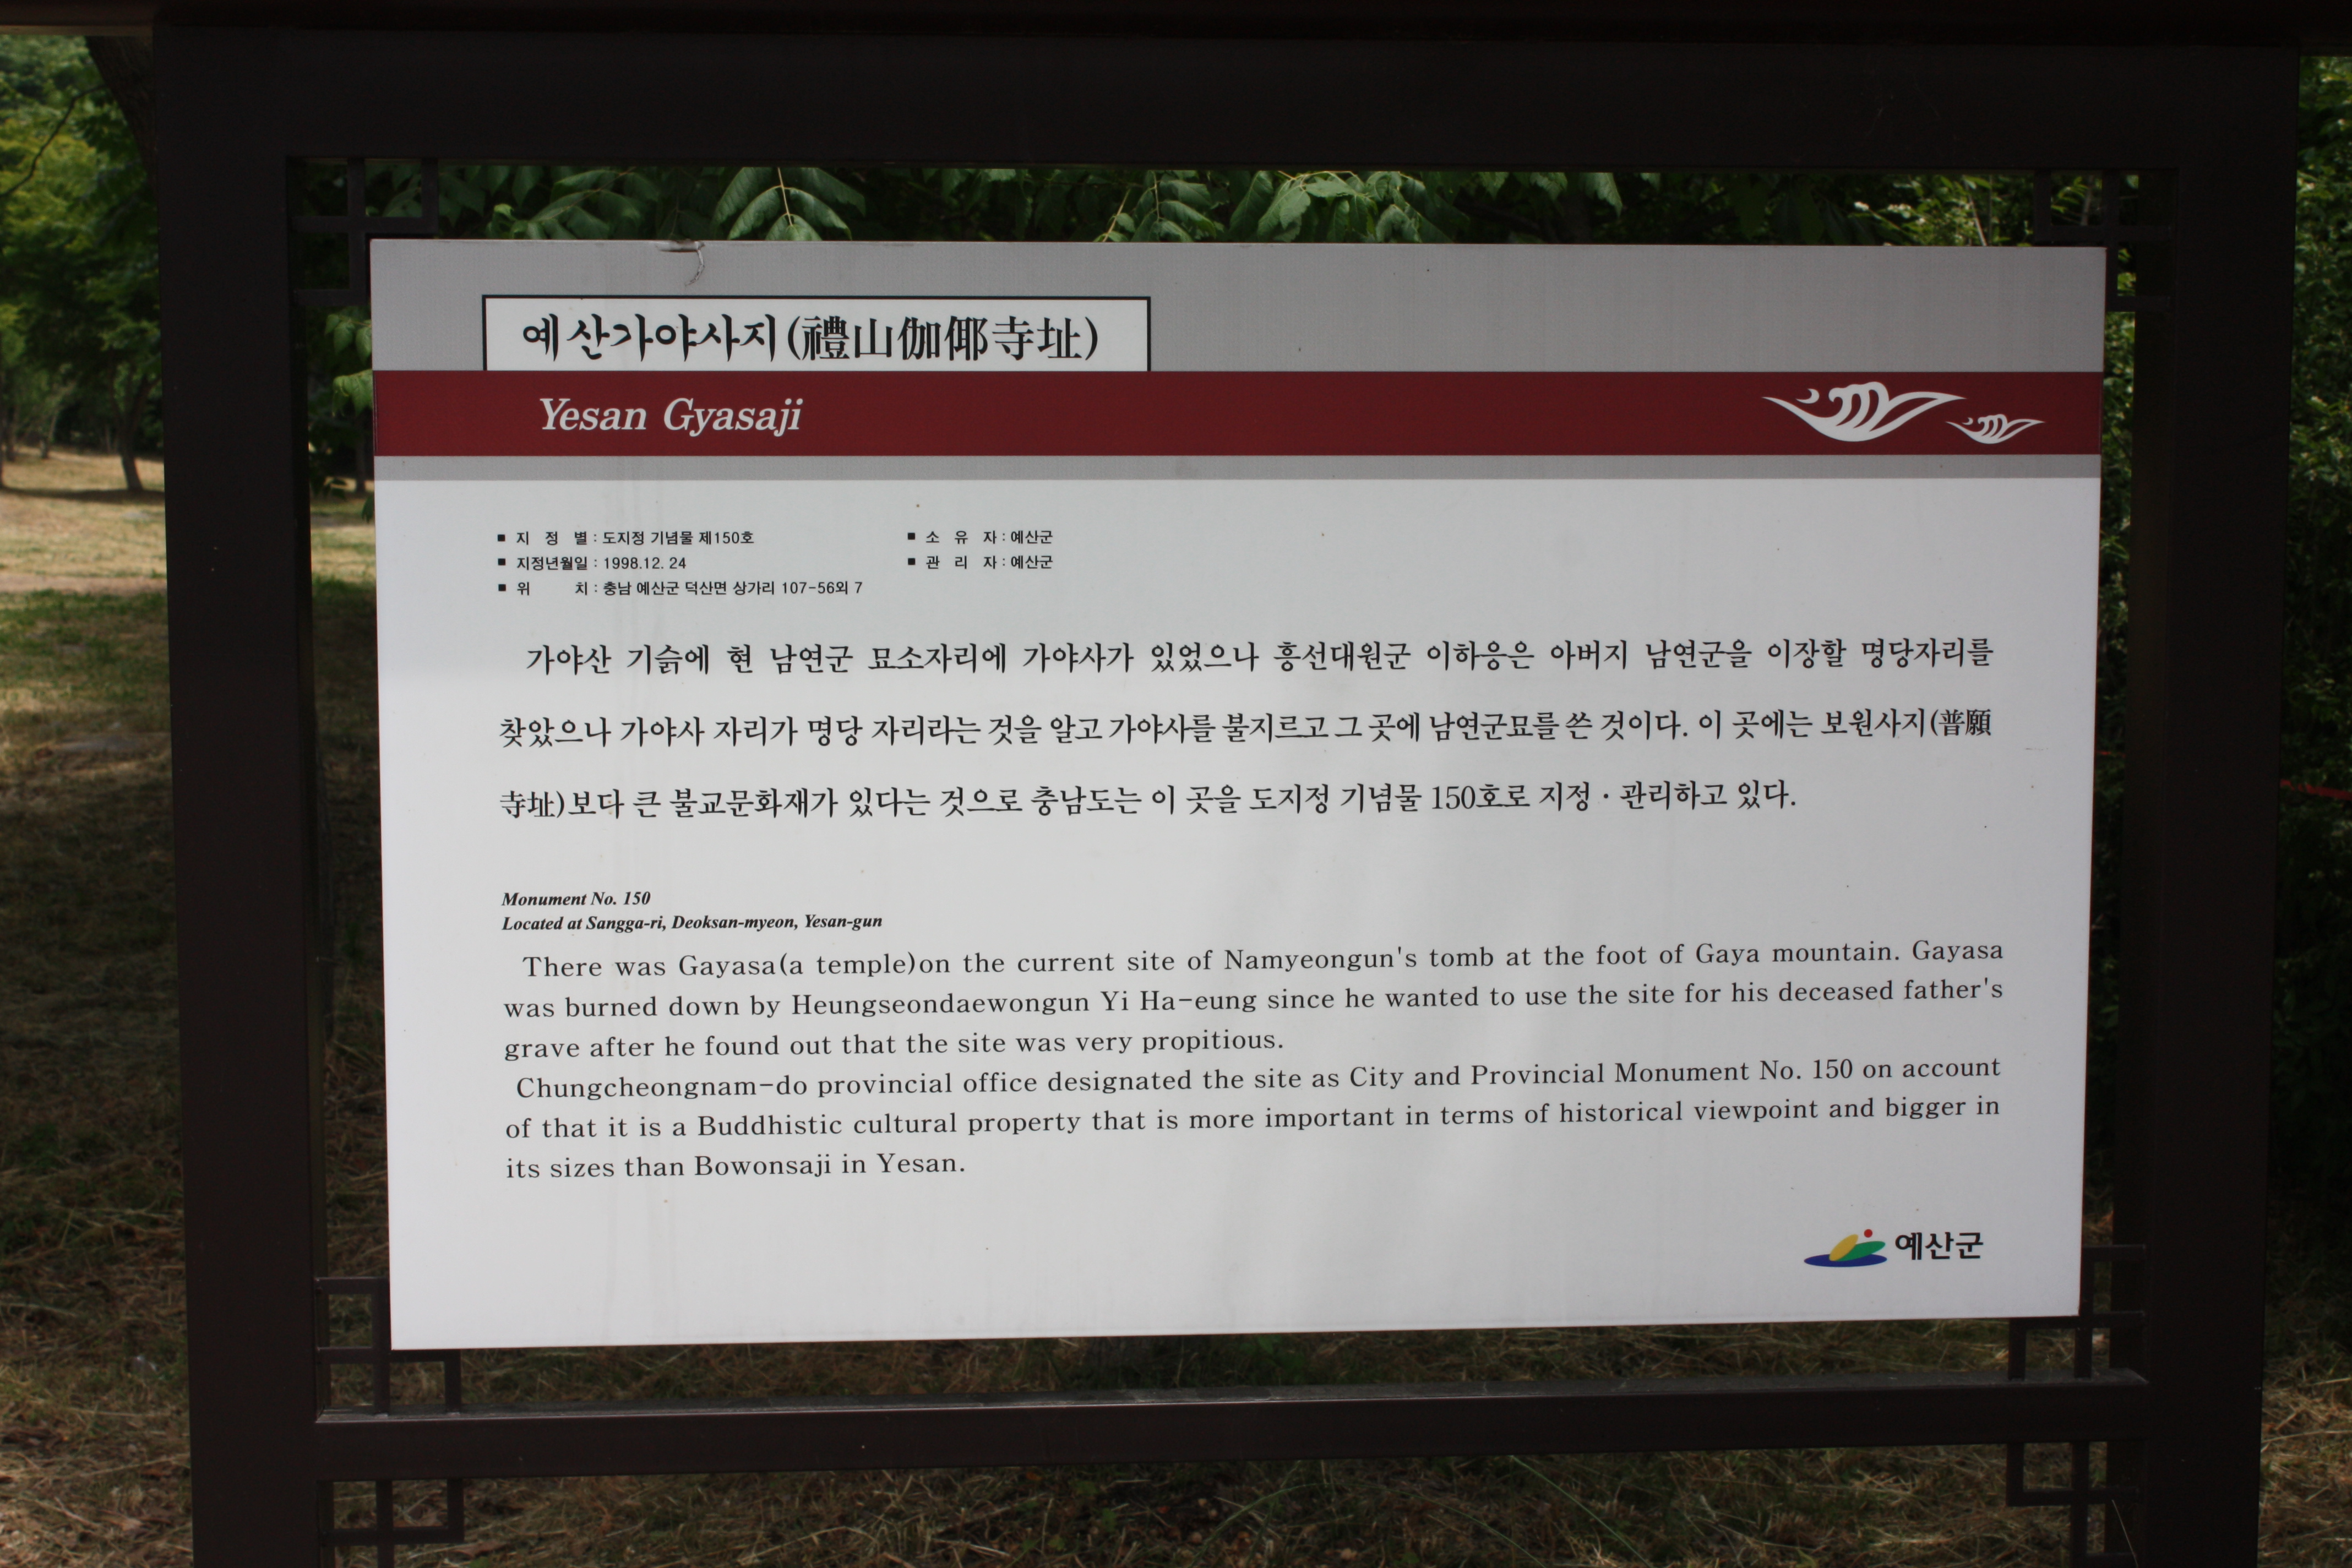 예산가야사지(禮山伽倻寺址)
Yesan Gyasaji
■ 지 정 별 : 도지정 기념물 제150호
■ 소 유 자 : 예산군
■ 지정년월일 : 1998.12. 24
■ 관 리 자 : 예산군
■ 위 치 : 충남 예산군 덕산면 상가리 107-56외 7
가야산 기슭에 현 남연군 묘소자리에 가야사가 있었으나 흥선대원군 이하응은 아버지 남연군을 이장할 명당자리를
찾았으나 가야사 자리가 명당 자리라는 것을 알고 가야사를 불지르고 그 곳에 남연군묘를 쓴 것이다. 이 곳에는 보원사지(普願
寺址)보다 큰 불교문화재가 있다는 것으로 충남도는 이 곳을 도지정 기념물 150호로 지정·관리하고 있다.
Monument No. 150
Located at Sangga-ri, Deoksan-myeon, Yesan-gun
There was Gayasa(a temple)on the current site of Namyeongun's tomb at the foot of Gaya mountain. Gayasa
was burned down by Heungseondaewongun Yi Ha-eung since he wanted to use the site for his deceased father's
grave after he found out that the site was very propitious.
Chungcheongnam-do provincial office designated the site as City and Provincial Monument No. 150 on account
of that it is a Buddhistic cultural property that is more important in terms of historical viewpoint and bigger in
its sizes than Bowonsaji in Yesan.
예산군